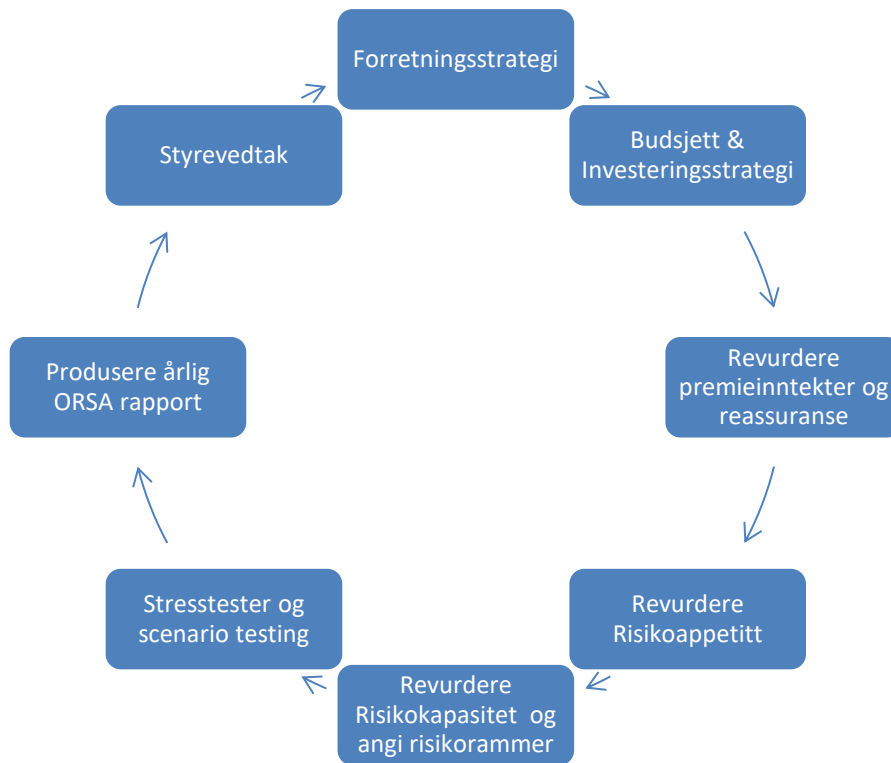 Forretningsstrategi
Budsjett &
Investeringsstrategi
Revurdere
premieinntekter og
reassuranse
Revurdere
Risikoappetitt
Revurdere
Risikokapasitet og
angi risikorammer
Stresstester og
scenario testing
Produsere årlig
ORSA rapport
Styrevedtak